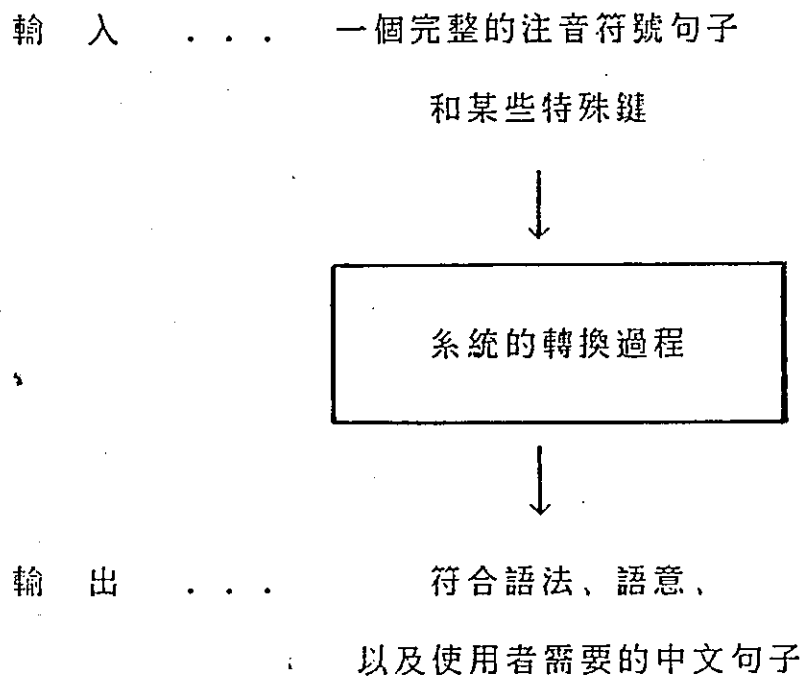 輸 入 . . . 一個完整的注音符號句子
和某些特殊鍵
系統的轉換過程
輸 出 . . . 符合語法、語意、
以及使用者需要的中文句子